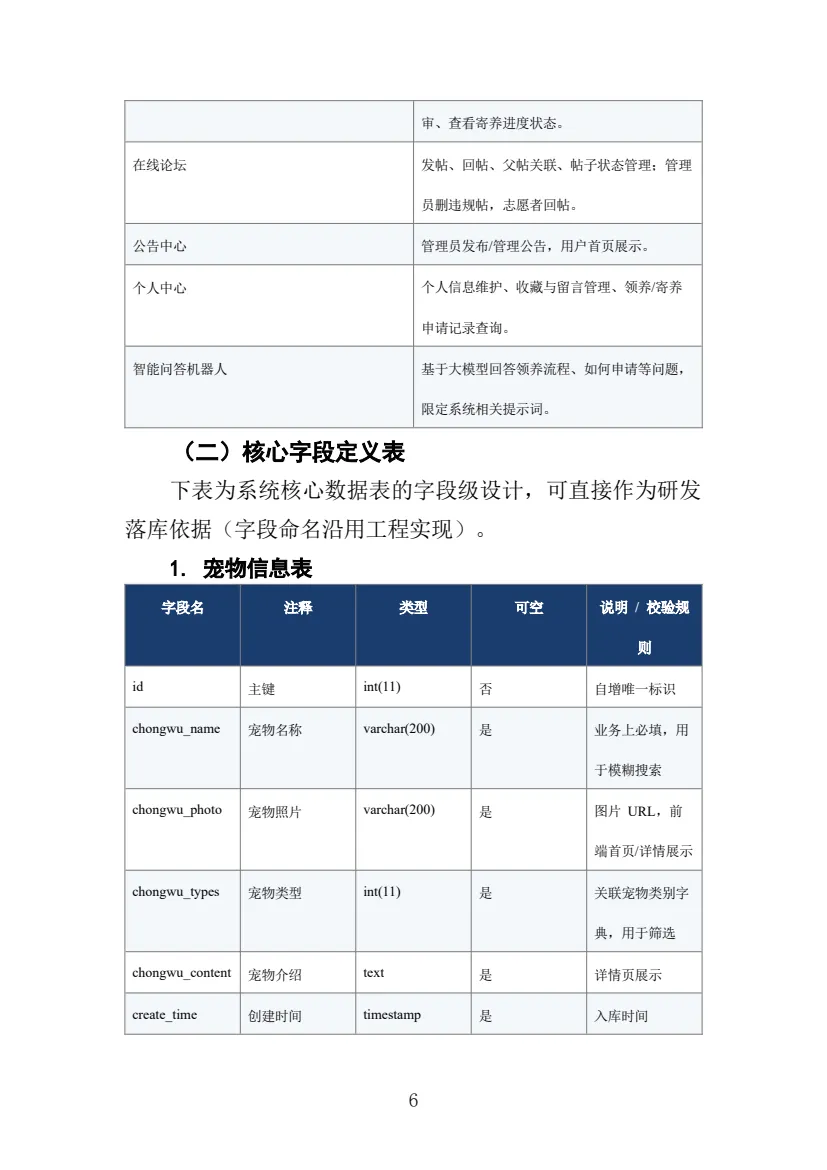 审、查看寄养进度状态。
在线论坛
发帖、回帖、父帖关联、帖子状态管理；管理
员删违规帖，志愿者回帖。
公告中心
管理员发布/管理公告，用户首页展示。
个人中心
个人信息维护、收藏与留言管理、领养/寄养
申请记录查询。
智能问答机器人
基于大模型回答领养流程、如何申请等问题，
限定系统相关提示词。
（二）核心字段定义表
下表为系统核心数据表的字段级设计，可直接作为研发
落库依据（字段命名沿用工程实现）。
1. 宠物信息表
字段名 注释 类型 可空 说明 / 校验规
则
id 主键 int(11) 否 自增唯一标识
chongwu_name 宠物名称 varchar(200) 是 业务上必填，用
于模糊搜索
chongwu_photo 宠物照片 varchar(200) 是 图片 URL，前
端首页/详情展示
chongwu_types 宠物类型 int(11) 是 关联宠物类别字
典，用于筛选
chongwu_content 宠物介绍 text 是 详情页展示
create_time 创建时间 timestamp 是 入库时间
6